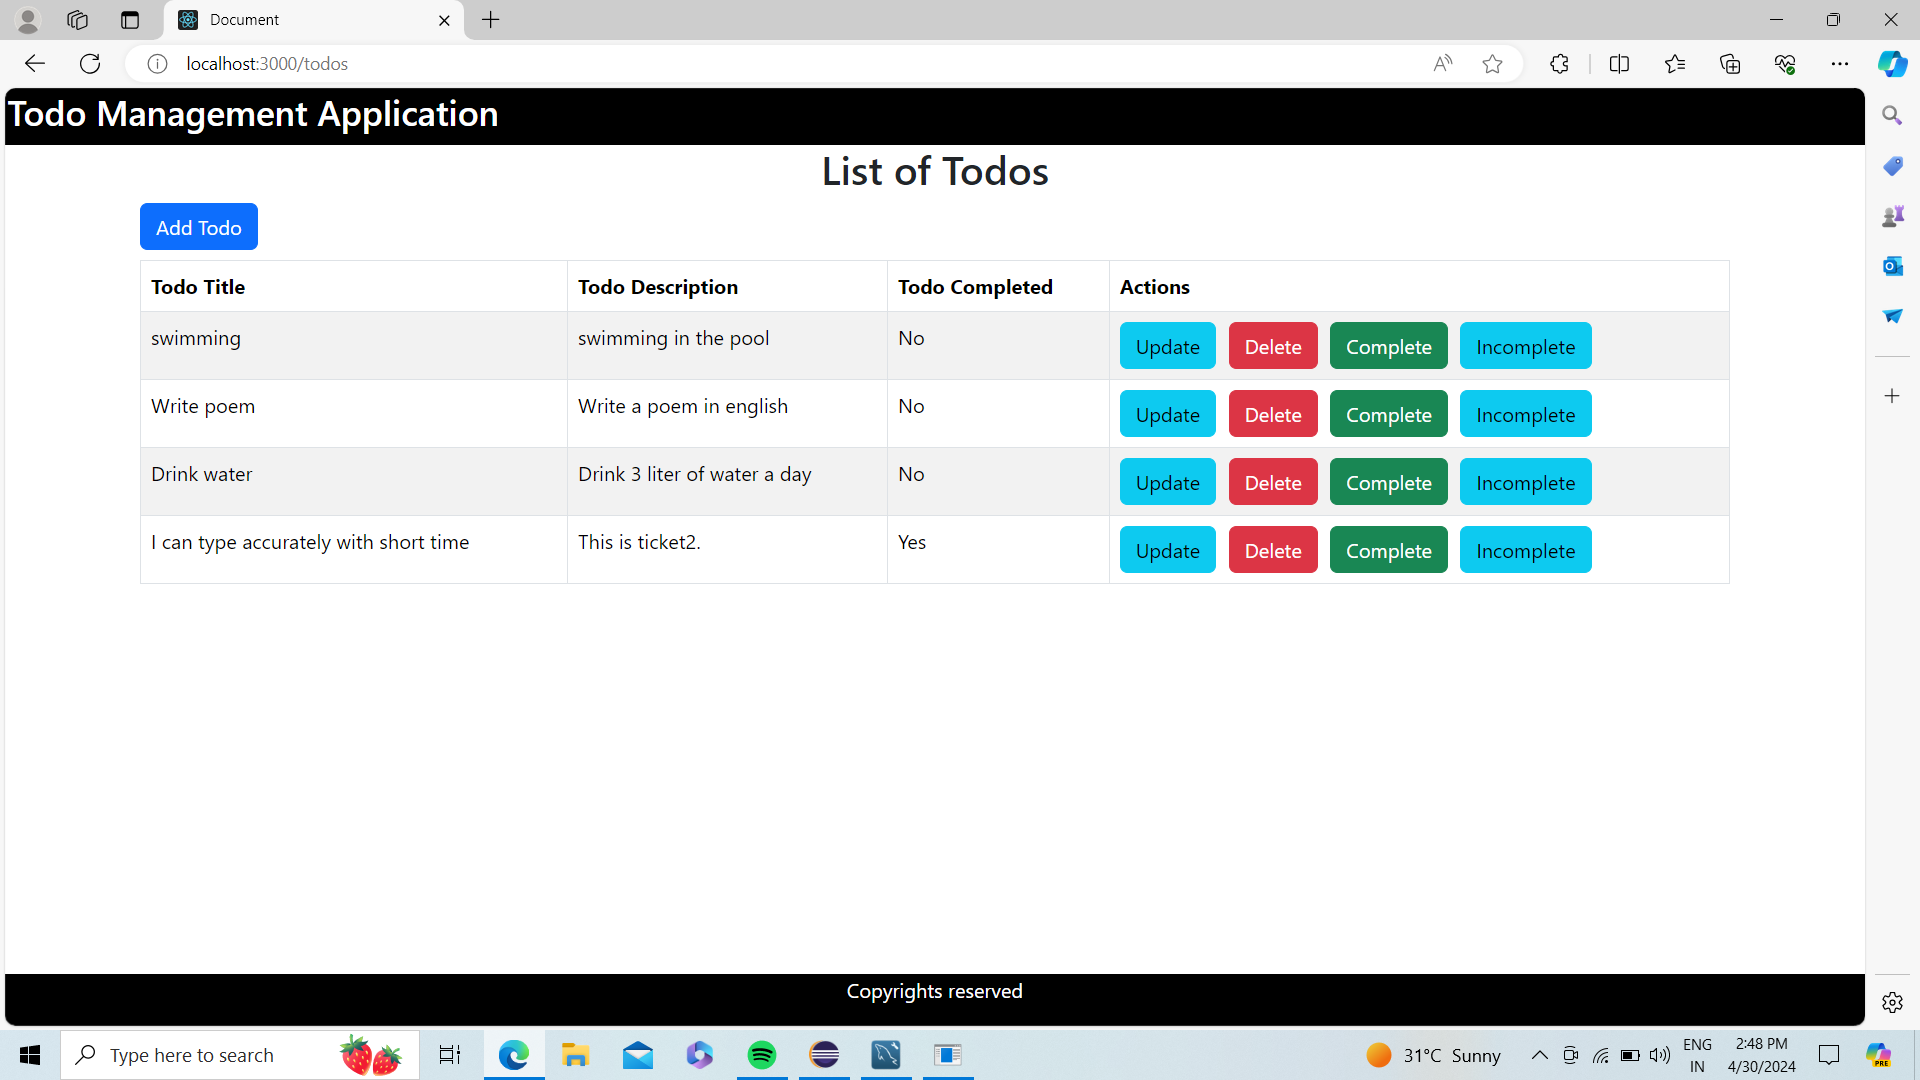 Document
localhost:3000/todos
Todo Management Application
List of Todos
Add Todo
Todo Title Todo Description Todo Completed Actions
swimming swimming in the pool No Update Delete Complete Incomplete
Write poem Write a poem in english No Update Delete Complete Incomplete
Drink water Drink 3 liter of water a day No Update Delete Complete Incomplete
I can type accurately with short time This is ticket2. Yes Update Delete Complete Incomplete
Copyrights reserved
Type here to search
31°C Sunny
ENG
IN
2:48 PM
4/30/2024
PRE